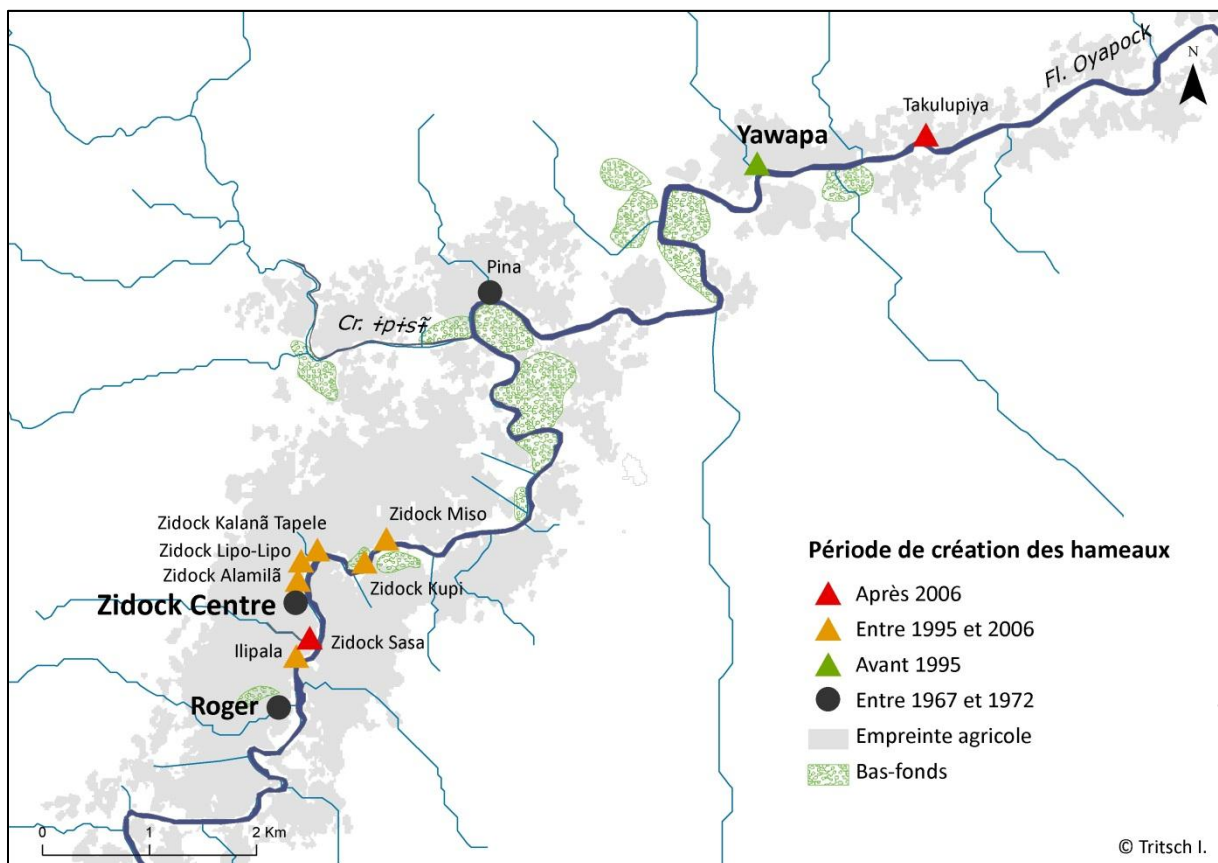 Fl. Oyapock
N
Takulupiya
Yawapa
Pina
Cr. ɨpɨsɨ̃
Zidock Miso
Zidock Kalanã Tapele
Zidock Lipo-Lipo
Zidock Alamilã
Zidock Kupi
Zidock Centre
Zidock Sasa
Ilipala
Roger
Période de création des hameaux
Après 2006
Entre 1995 et 2006
Avant 1995
Entre 1967 et 1972
Empreinte agricole
Bas-fonds
0 1 2 Km
© Tritsch I.